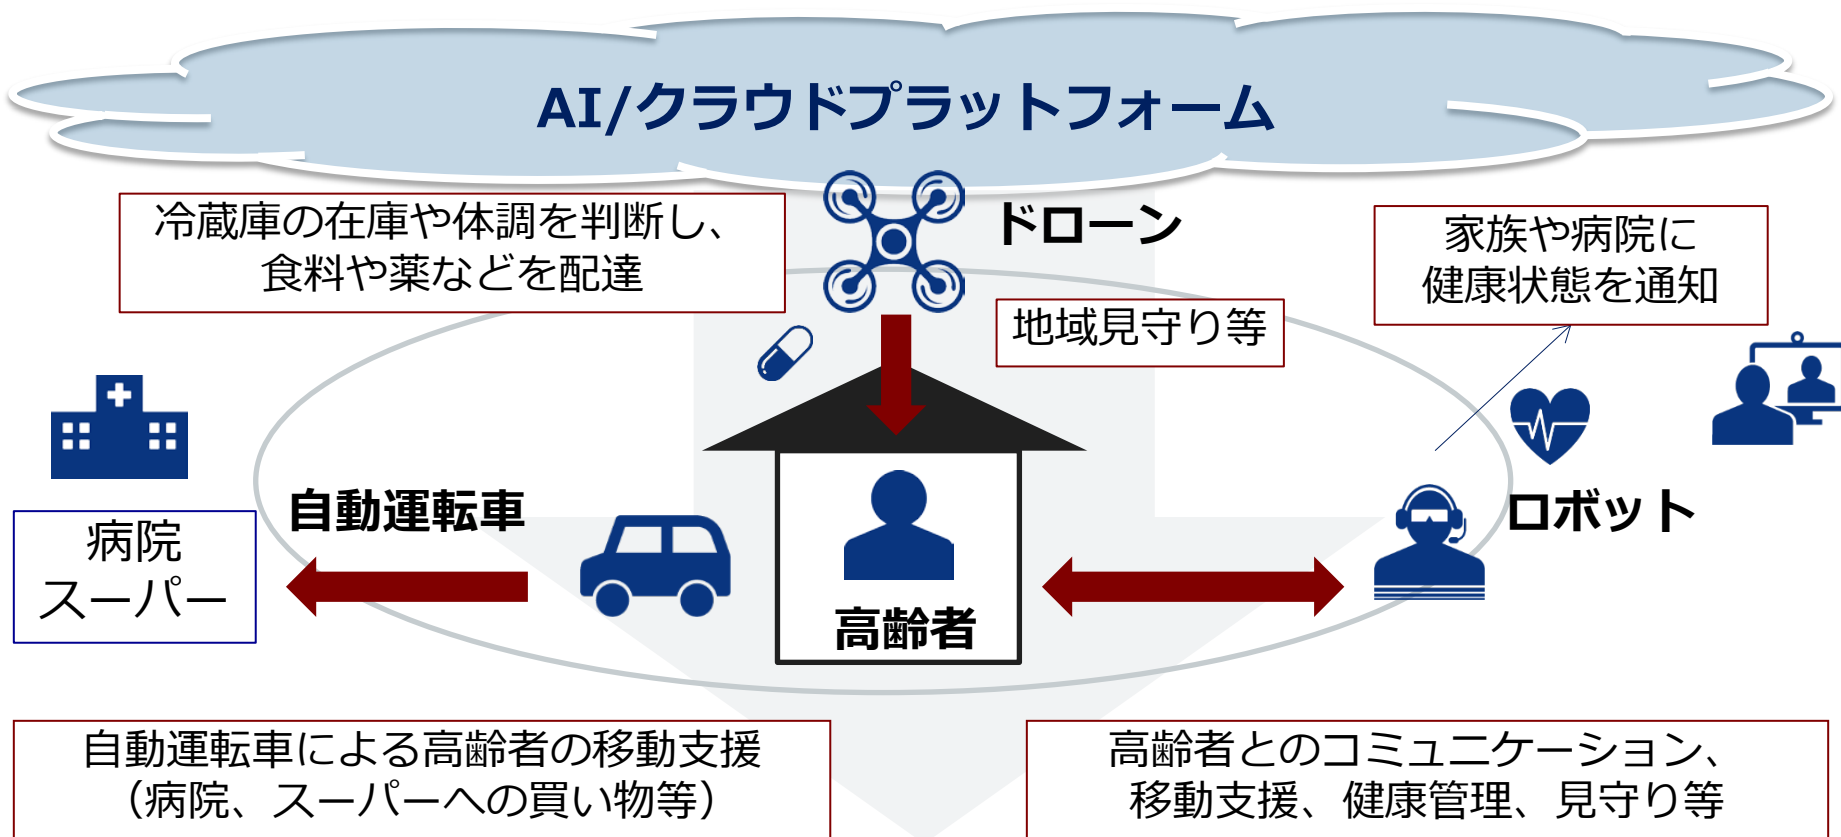 AI/クラウドプラットフォーム
冷蔵庫の在庫や体調を判断し、
食料や薬などを配達
ドローン
地域見守り等
家族や病院に
健康状態を通知
自動運転車
病院
スーパー
高齢者
ロボット
自動運転車による高齢者の移動支援
（病院、スーパーへの買い物等）
高齢者とのコミュニケーション、
移動支援、健康管理、見守り等